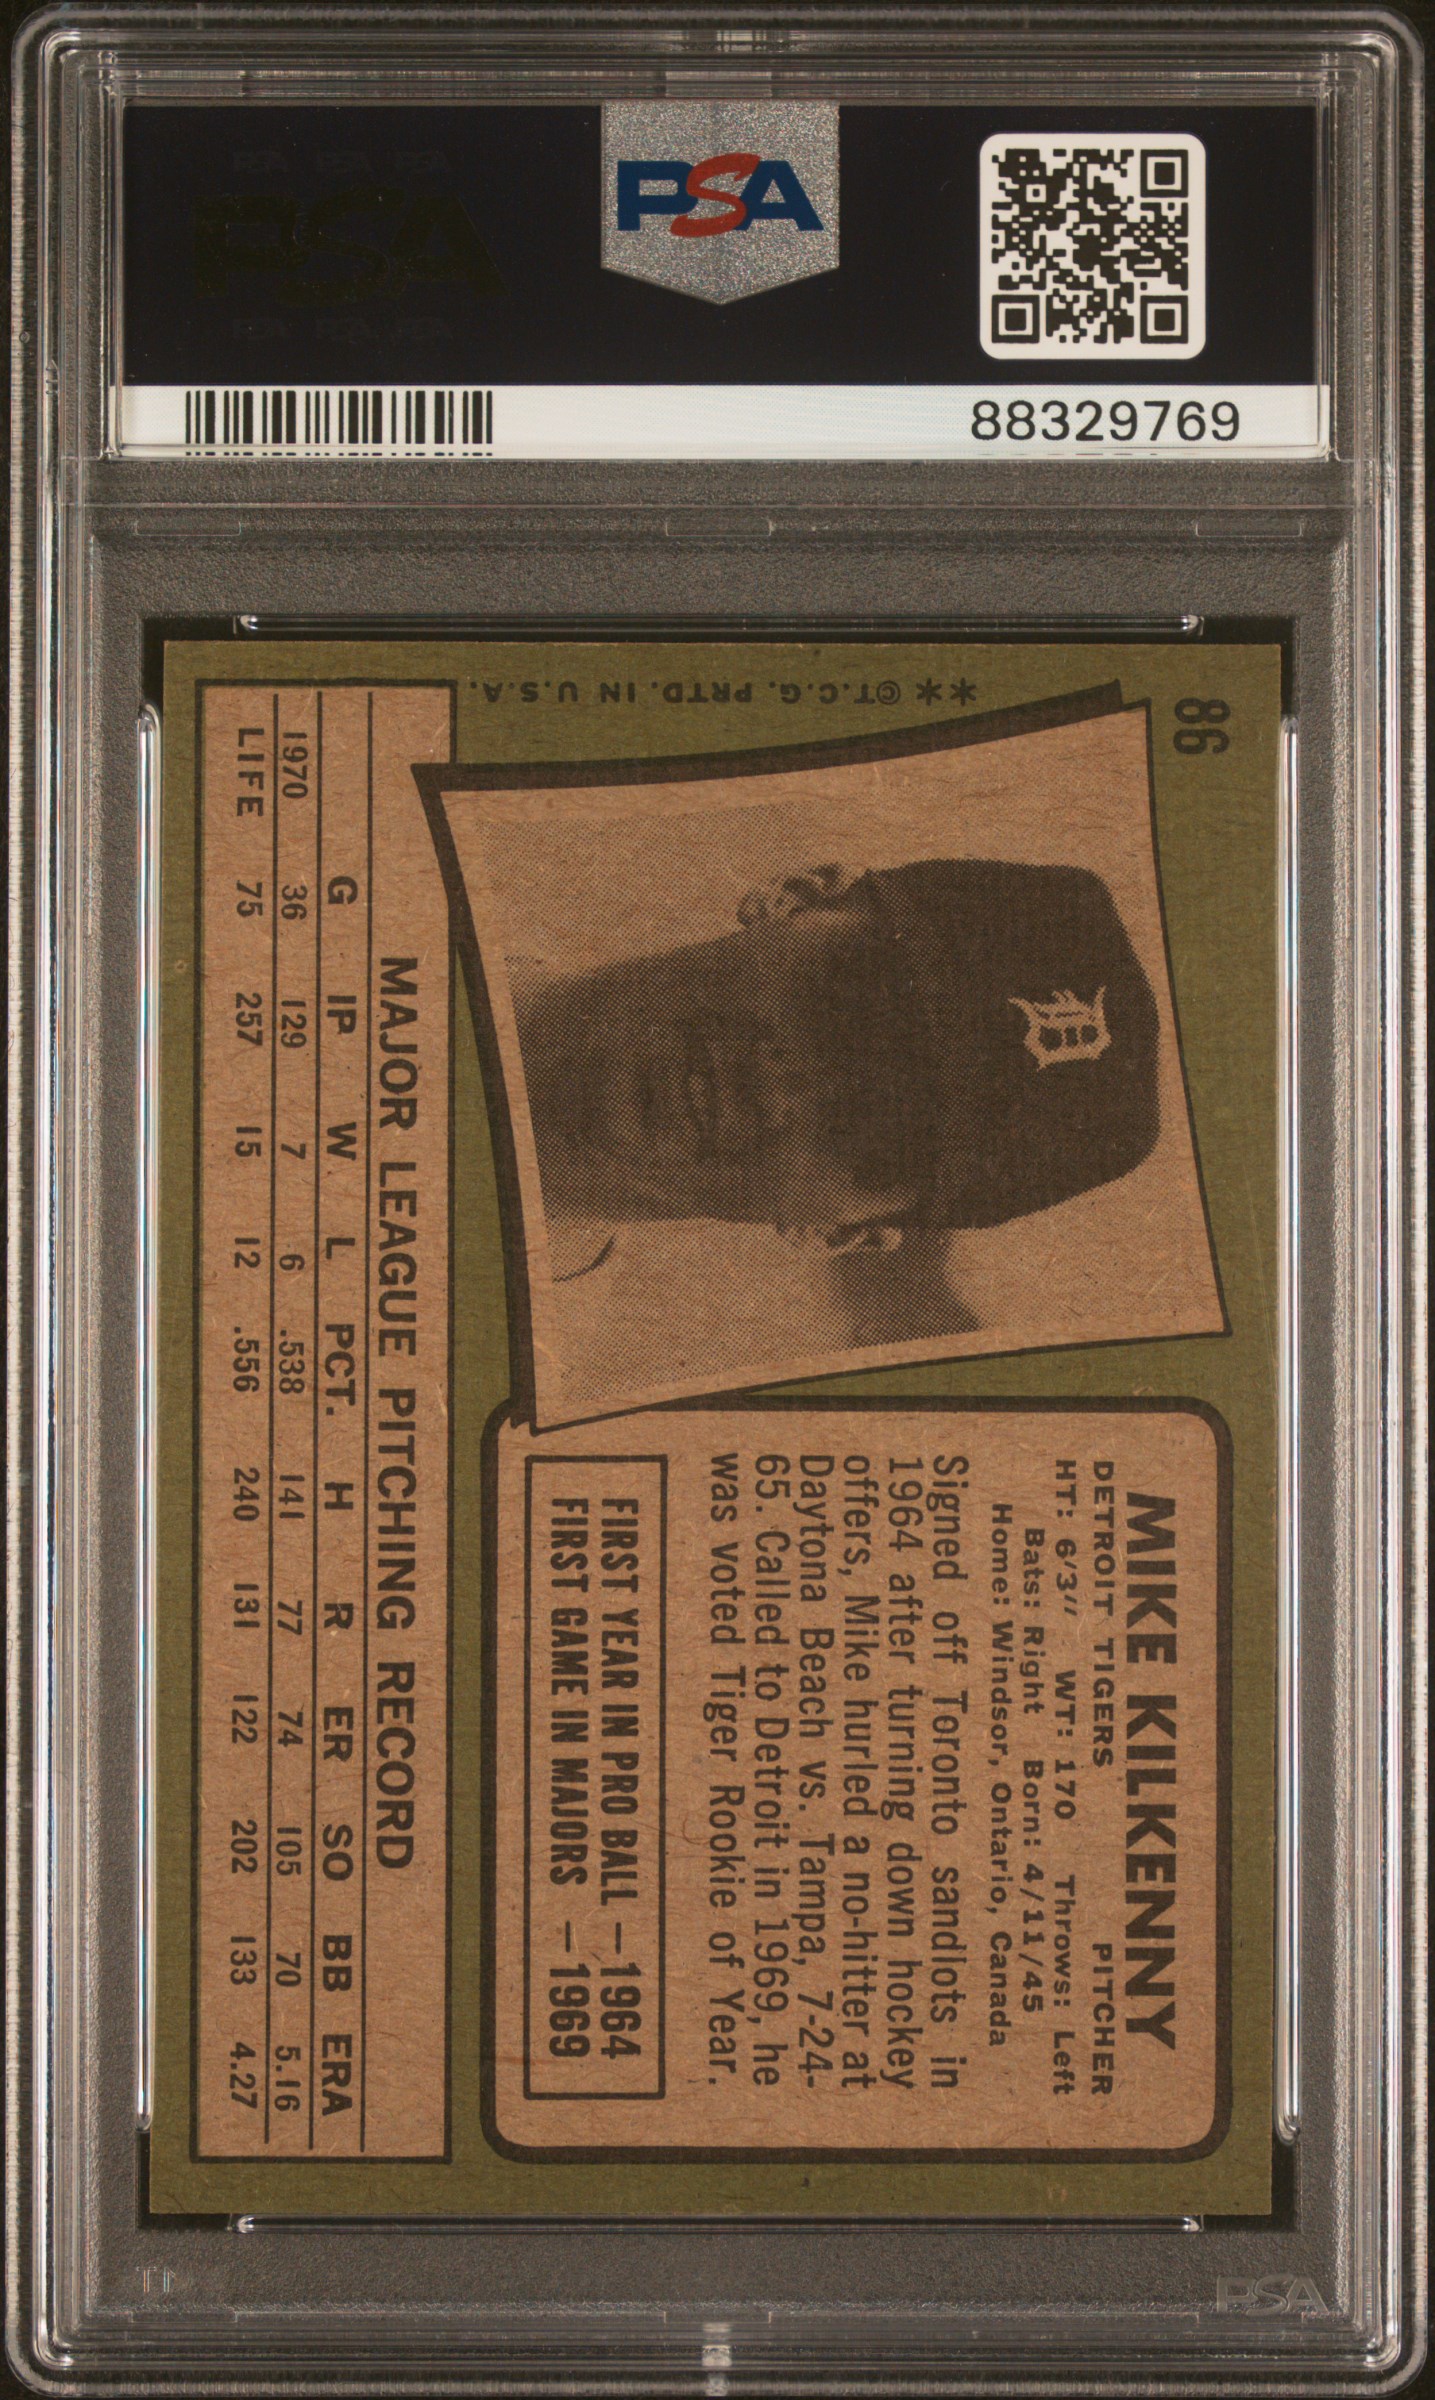 PSA
88329769
86
** ©T.C.G. PRTD. IN U.S.A.
MIKE KILKENNY
DETROIT TIGERS PITCHER
HT: 6'3" WT: 170 Throws: Left
Bats: Right Born: 4/11/45
Home: Windsor, Ontario, Canada
Signed off Toronto sandlots in
1964 after turning down hockey
offers, Mike hurled a no-hitter at
Daytona Beach vs. Tampa, 7-24-
65. Called to Detroit in 1969, he
was voted Tiger Rookie of Year.
FIRST YEAR IN PRO BALL — 1964
FIRST GAME IN MAJORS — 1969
MAJOR LEAGUE PITCHING RECORD
G IP W L PCT. H R ER SO BB ERA
1970 36 129 7 6 .538 141 77 74 105 70 5.16
LIFE 75 257 15 12 .556 240 131 122 202 133 4.27
PSA